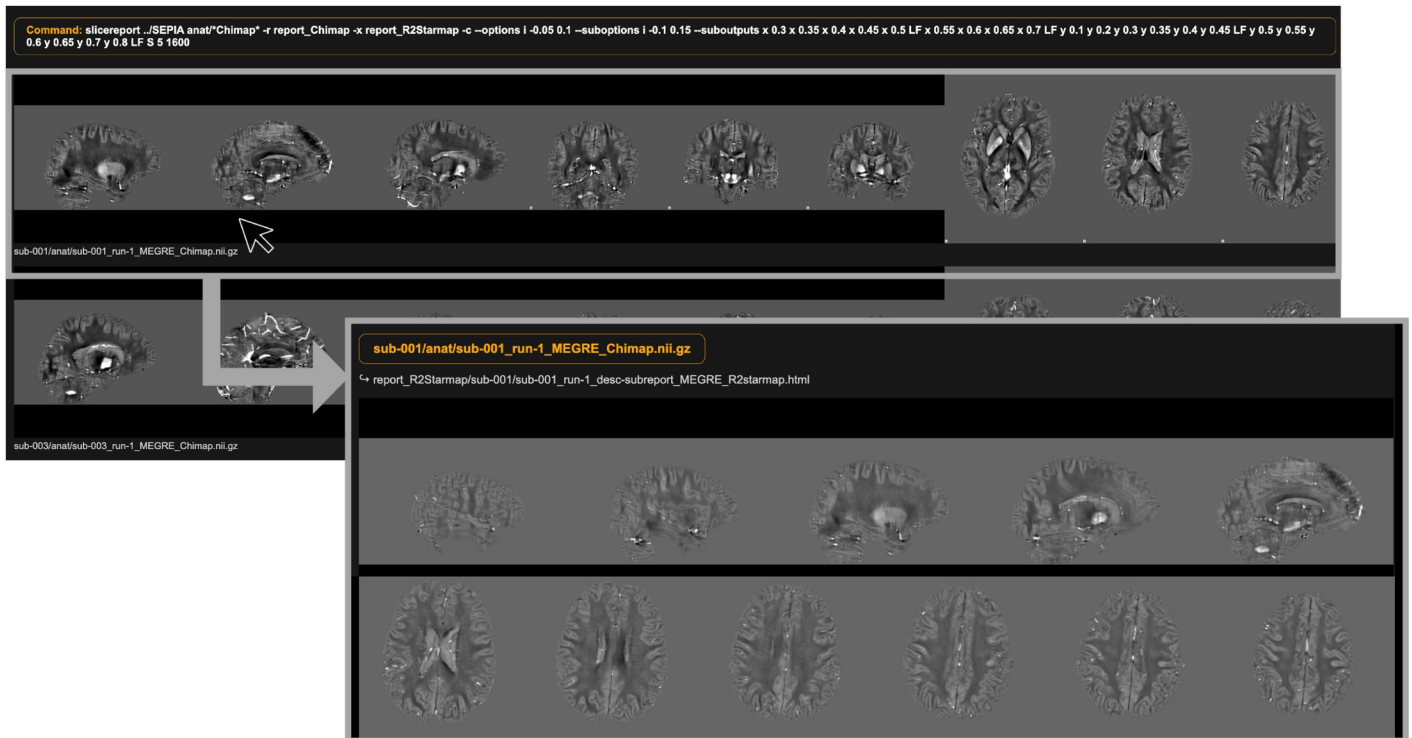 Command: slicereport ../SEPIA anat/*Chimap* -r report_Chimap -x report_R2Starmap -c --options i -0.05 0.1 --suboptions i -0.1 0.15 --suboutputs x 0.3 x 0.35 x 0.4 x 0.45 x 0.5 LF x 0.55 x 0.6 x 0.65 x 0.7 LF y 0.1 y 0.2 y 0.3 y 0.35 y 0.4 y 0.45 LF y 0.5 y 0.55 y
0.6 y 0.65 y 0.7 y 0.8 LF S 5 1600
sub-001/anat/sub-001_run-1_MEGRE_Chimap.nii.gz
sub-003/anat/sub-003_run-1_MEGRE_Chimap.nii.gz
sub-001/anat/sub-001_run-1_MEGRE_Chimap.nii.gz
↪ report_R2Starmap/sub-001/sub-001_run-1_desc-subreport_MEGRE_R2starmap.html